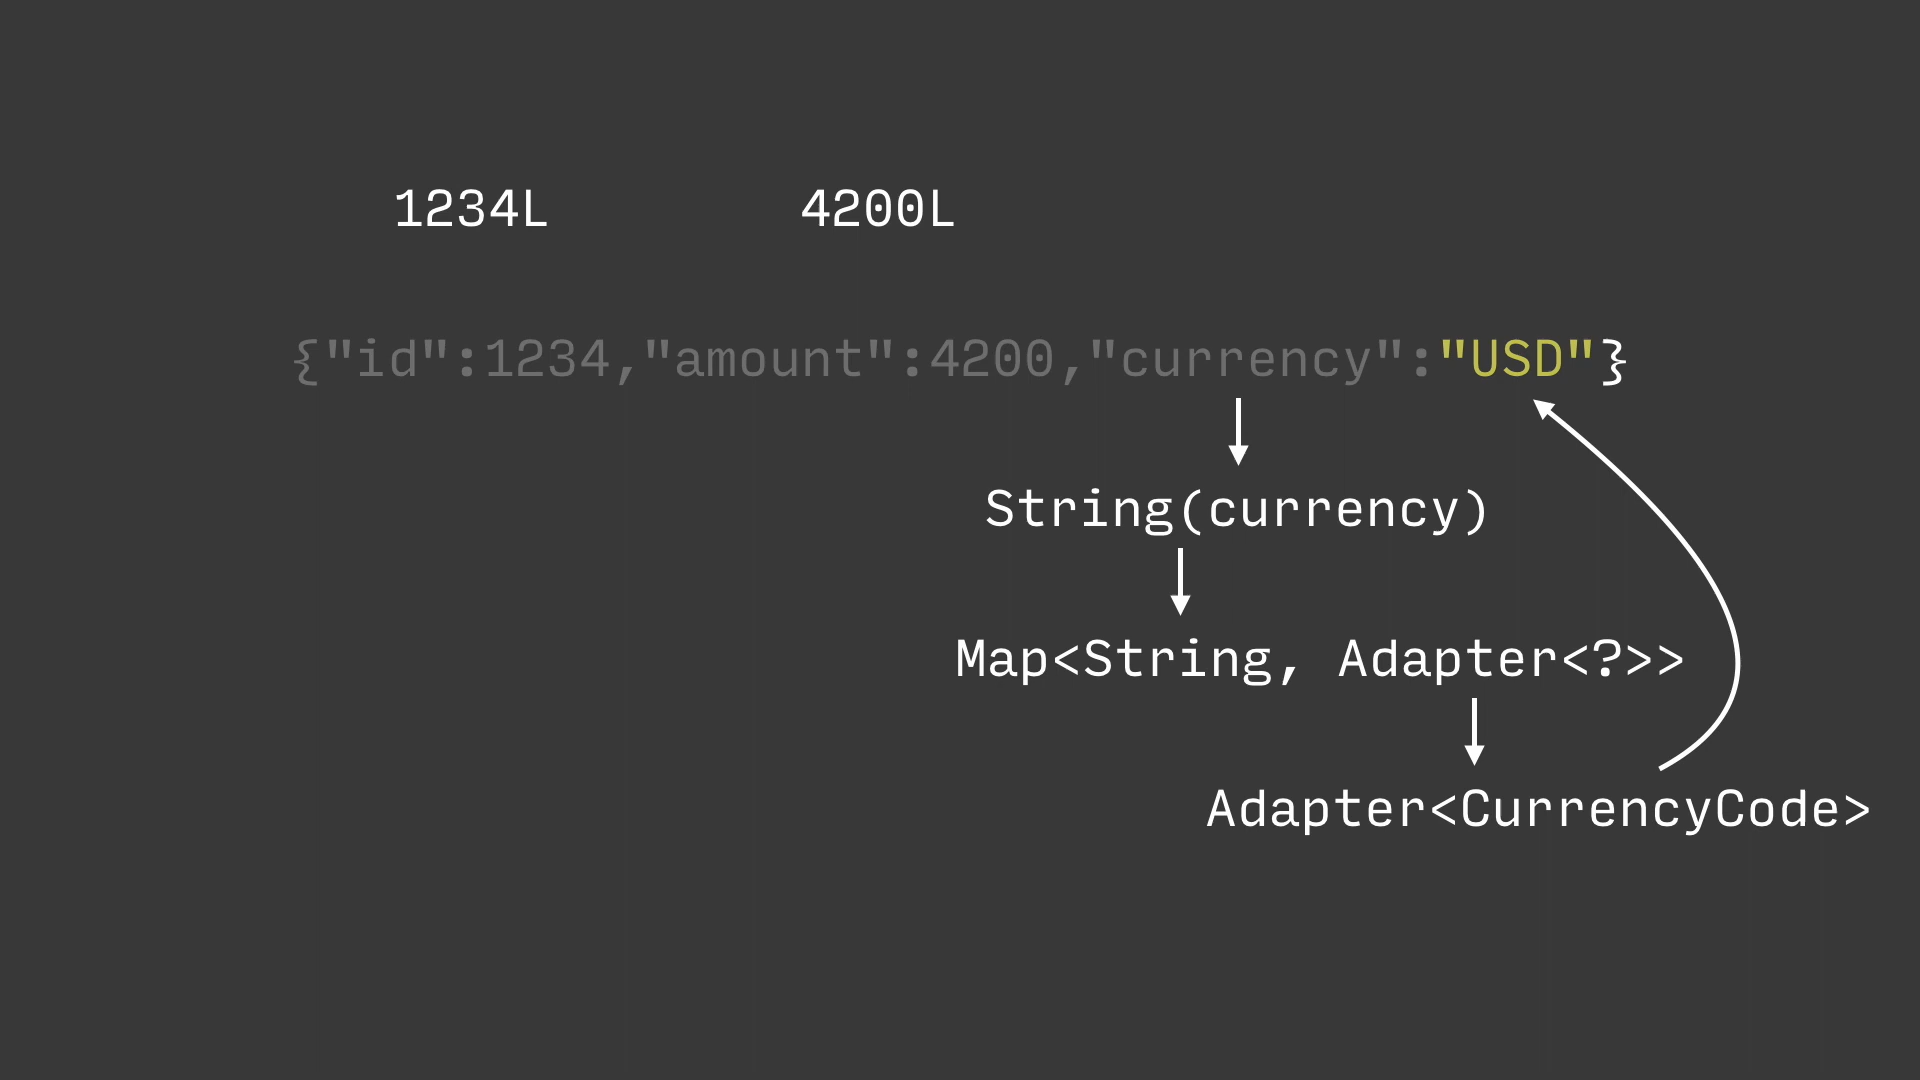 1234L 4200L
{"id":1234,"amount":4200,"currency":"USD"}
String(currency)
Map<String, Adapter<?>>
Adapter<CurrencyCode>